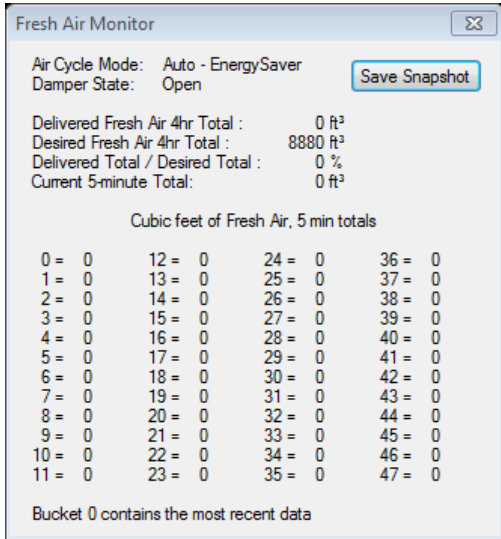 Fresh Air Monitor
Air Cycle Mode: Auto - EnergySaver
Damper State: Open
Save Snapshot
Delivered Fresh Air 4hr Total : 0 ft³
Desired Fresh Air 4hr Total : 8880 ft³
Delivered Total / Desired Total : 0 %
Current 5-minute Total: 0 ft³
Cubic feet of Fresh Air, 5 min totals
0 = 0 12 = 0 24 = 0 36 = 0
1 = 0 13 = 0 25 = 0 37 = 0
2 = 0 14 = 0 26 = 0 38 = 0
3 = 0 15 = 0 27 = 0 39 = 0
4 = 0 16 = 0 28 = 0 40 = 0
5 = 0 17 = 0 29 = 0 41 = 0
6 = 0 18 = 0 30 = 0 42 = 0
7 = 0 19 = 0 31 = 0 43 = 0
8 = 0 20 = 0 32 = 0 44 = 0
9 = 0 21 = 0 33 = 0 45 = 0
10 = 0 22 = 0 34 = 0 46 = 0
11 = 0 23 = 0 35 = 0 47 = 0
Bucket 0 contains the most recent data